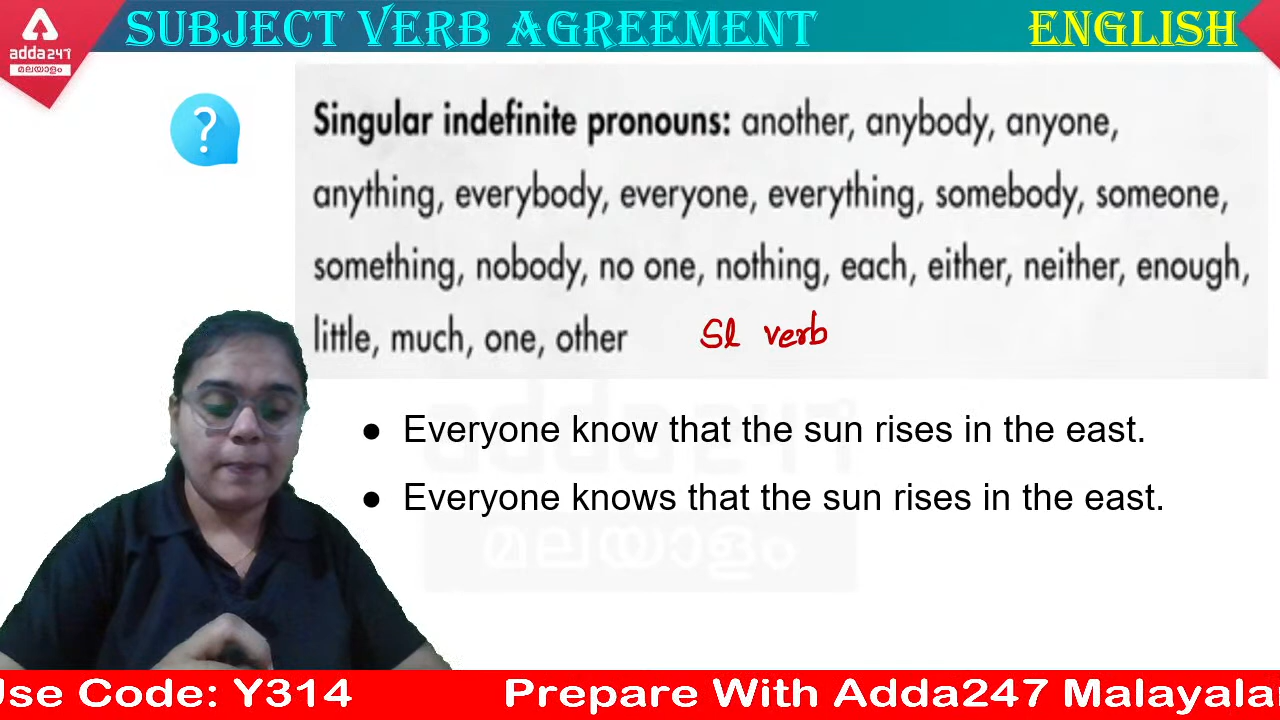 SUBJECT VERB AGREEMENT
ENGLISH
adda247
മലയാളം
?
Singular indefinite pronouns: another, anybody, anyone,
anything, everybody, everyone, everything, somebody, someone,
something, nobody, no one, nothing, each, either, neither, enough,
little, much, one, other
Sl verb
adda247
മലയാളം
● Everyone know that the sun rises in the east.
● Everyone knows that the sun rises in the east.
Use Code: Y314
Prepare With Adda247 Malayala